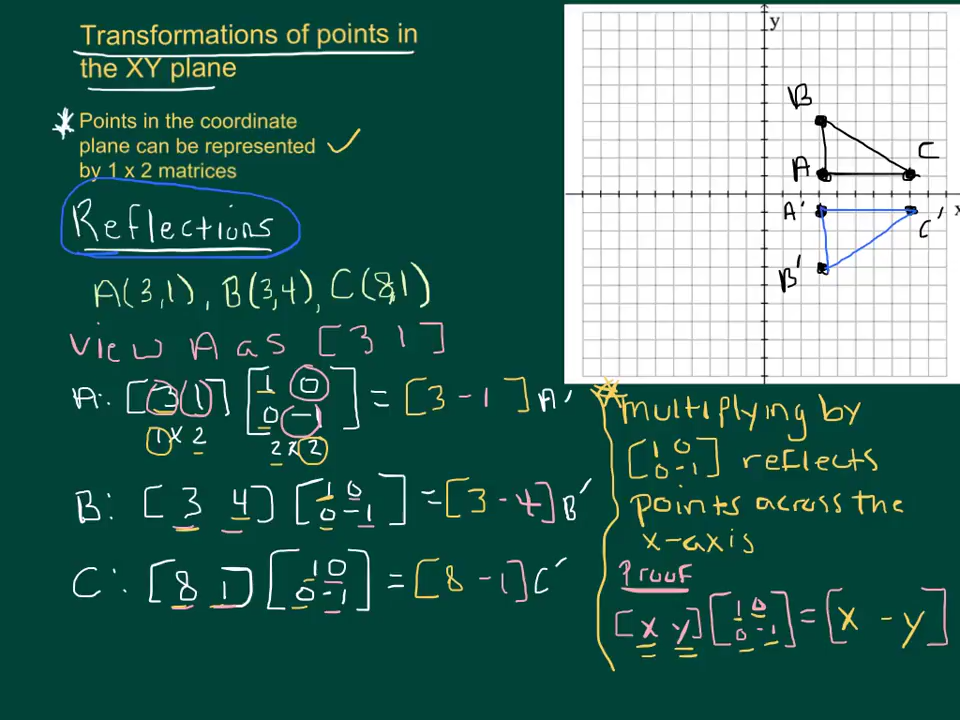 Transformations of points in
the XY plane
* Points in the coordinate
plane can be represented ✓
by 1 x 2 matrices
Reflections
A(3,1), B(3,4), C(8,1)
View A as [3 1]
A: [3 1] [1 0
0 -1] = [3 -1] A'
1x2 2x2
B: [3 4] [1 0
0 -1] = [3 -4] B'
C: [8 1] [1 0
0 -1] = [8 -1] C'
y
x
B
A
C
A'
B'
C'
* Multiplying by
[1 0
0 -1] reflects
points across the
x-axis
Proof
[x y] [1 0
0 -1] = [x -y]